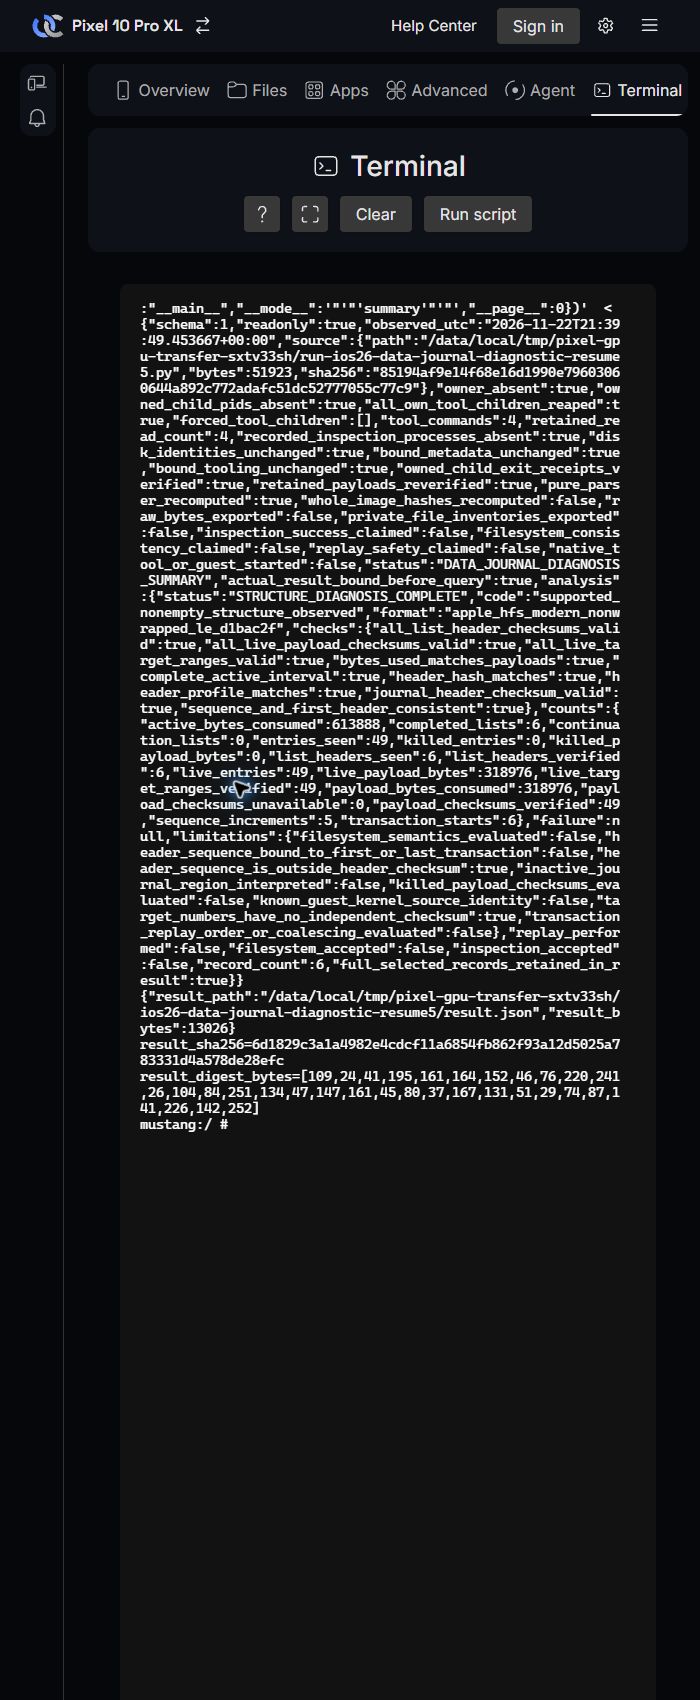 Pixel 10 Pro XL
Help Center
Sign in
Overview
Files
Apps
Advanced
Agent
Terminal
Terminal
?
Clear
Run script
:"__main__","__mode__":'"'"'summary'"'"',"__page__":0})'  <
{"schema":1,"readonly":true,"observed_utc":"2026-11-22T21:39
:49.453667+00:00","source":{"path":"/data/local/tmp/pixel-gp
u-transfer-sxtv33sh/run-ios26-data-journal-diagnostic-resume
5.py","bytes":51923,"sha256":"85194af9e14f68e16d1990e7960306
0644a892c772adafc51dc52777055c77c9"},"owner_absent":true,"ow
ned_child_pids_absent":true,"all_own_tool_children_reaped":t
rue,"forced_tool_children":[],"tool_commands":4,"retained_re
ad_count":4,"recorded_inspection_processes_absent":true,"dis
k_identities_unchanged":true,"bound_metadata_unchanged":true
,"bound_tooling_unchanged":true,"owned_child_exit_receipts_v
erified":true,"retained_payloads_reverified":true,"pure_pars
er_recomputed":true,"whole_image_hashes_recomputed":false,"r
aw_bytes_exported":false,"private_file_inventories_exported"
:false,"inspection_success_claimed":false,"filesystem_consis
tency_claimed":false,"replay_safety_claimed":false,"native_t
ool_or_guest_started":false,"status":"DATA_JOURNAL_DIAGNOSIS
_SUMMARY","actual_result_bound_before_query":true,"analysis"
:{"status":"STRUCTURE_DIAGNOSIS_COMPLETE","code":"supported_
nonempty_structure_observed","format":"apple_hfs_modern_nonw
rapped_le_d1bac2f","checks":{"all_list_header_checksums_vali
d":true,"all_live_payload_checksums_valid":true,"all_live_ta
rget_ranges_valid":true,"bytes_used_matches_payloads":true,"
complete_active_interval":true,"header_hash_matches":true,"h
eader_profile_matches":true,"journal_header_checksum_valid":
true,"sequence_and_first_header_consistent":true},"counts":{
"active_bytes_consumed":613888,"completed_lists":6,"continua
tion_lists":0,"entries_seen":49,"killed_entries":0,"killed_p
ayload_bytes":0,"list_headers_seen":6,"list_headers_verified
":6,"live_entries":49,"live_payload_bytes":318976,"live_targ
et_ranges_verified":49,"payload_bytes_consumed":318976,"payl
oad_checksums_unavailable":0,"payload_checksums_verified":49
,"sequence_increments":5,"transaction_starts":6},"failure":n
ull,"limitations":{"filesystem_semantics_evaluated":false,"h
eader_sequence_bound_to_first_or_last_transaction":false,"he
ader_sequence_is_outside_header_checksum":true,"inactive_jou
rnal_region_interpreted":false,"killed_payload_checksums_eva
luated":false,"known_guest_kernel_source_identity":false,"ta
rget_numbers_have_no_independent_checksum":true,"transaction
_replay_order_or_coalescing_evaluated":false},"replay_perfor
med":false,"filesystem_accepted":false,"inspection_accepted"
:false,"record_count":6,"full_selected_records_retained_in_r
esult":true}}
{"result_path":"/data/local/tmp/pixel-gpu-transfer-sxtv33sh/
ios26-data-journal-diagnostic-resume5/result.json","result_b
ytes":13026}
result_sha256=6d1829c3a1a4982e4cdcf11a6854fb862f93a12d5025a7
83331d4a578de28efc
result_digest_bytes=[109,24,41,195,161,164,152,46,76,220,241
,26,104,84,251,134,47,147,161,45,80,37,167,131,51,29,74,87,1
41,226,142,252]
mustang:/ #